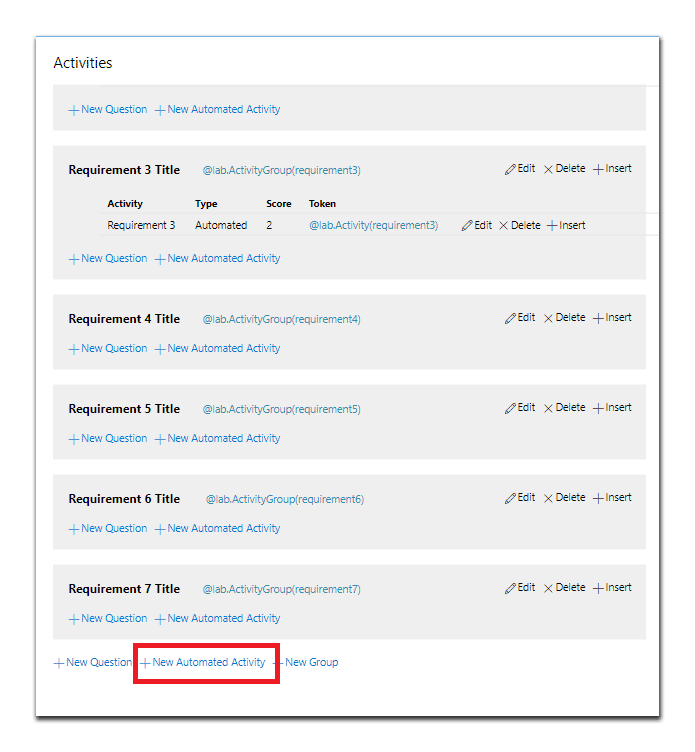 Activities
New Question New Automated Activity
Requirement 3 Title @lab.ActivityGroup(requirement3) Edit Delete Insert
Activity Type Score Token
Requirement 3 Automated 2 @lab.Activity(requirement3) Edit Delete Insert
New Question New Automated Activity
Requirement 4 Title @lab.ActivityGroup(requirement4) Edit Delete Insert
New Question New Automated Activity
Requirement 5 Title @lab.ActivityGroup(requirement5) Edit Delete Insert
New Question New Automated Activity
Requirement 6 Title @lab.ActivityGroup(requirement6) Edit Delete Insert
New Question New Automated Activity
Requirement 7 Title @lab.ActivityGroup(requirement7) Edit Delete Insert
New Question New Automated Activity
New Question New Automated Activity New Group